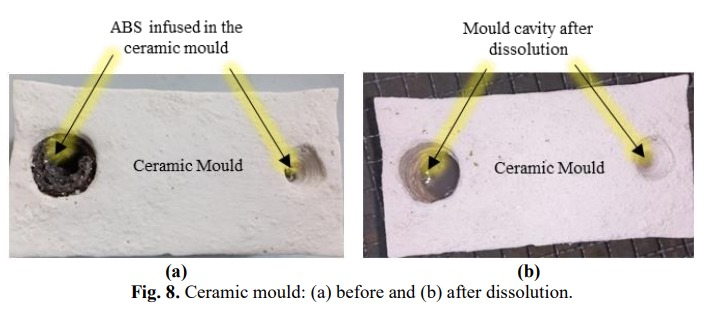 ABS infused in the
ceramic mould
Mould cavity after
dissolution
Ceramic Mould
Ceramic Mould
(a)
(b)
Fig. 8. Ceramic mould: (a) before and (b) after dissolution.